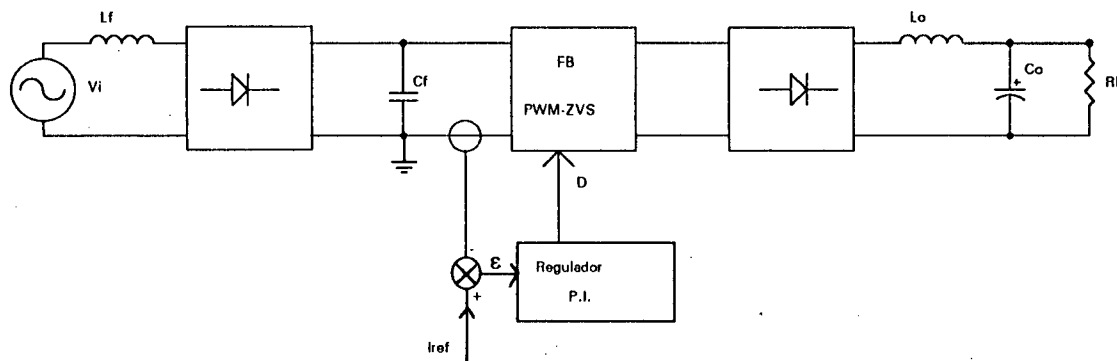 Lf
Lo
Vi
Cf
FB
PWM-ZVS
+
Co
Rl
D
-
ε
+
Regulador
P.I.
Iref